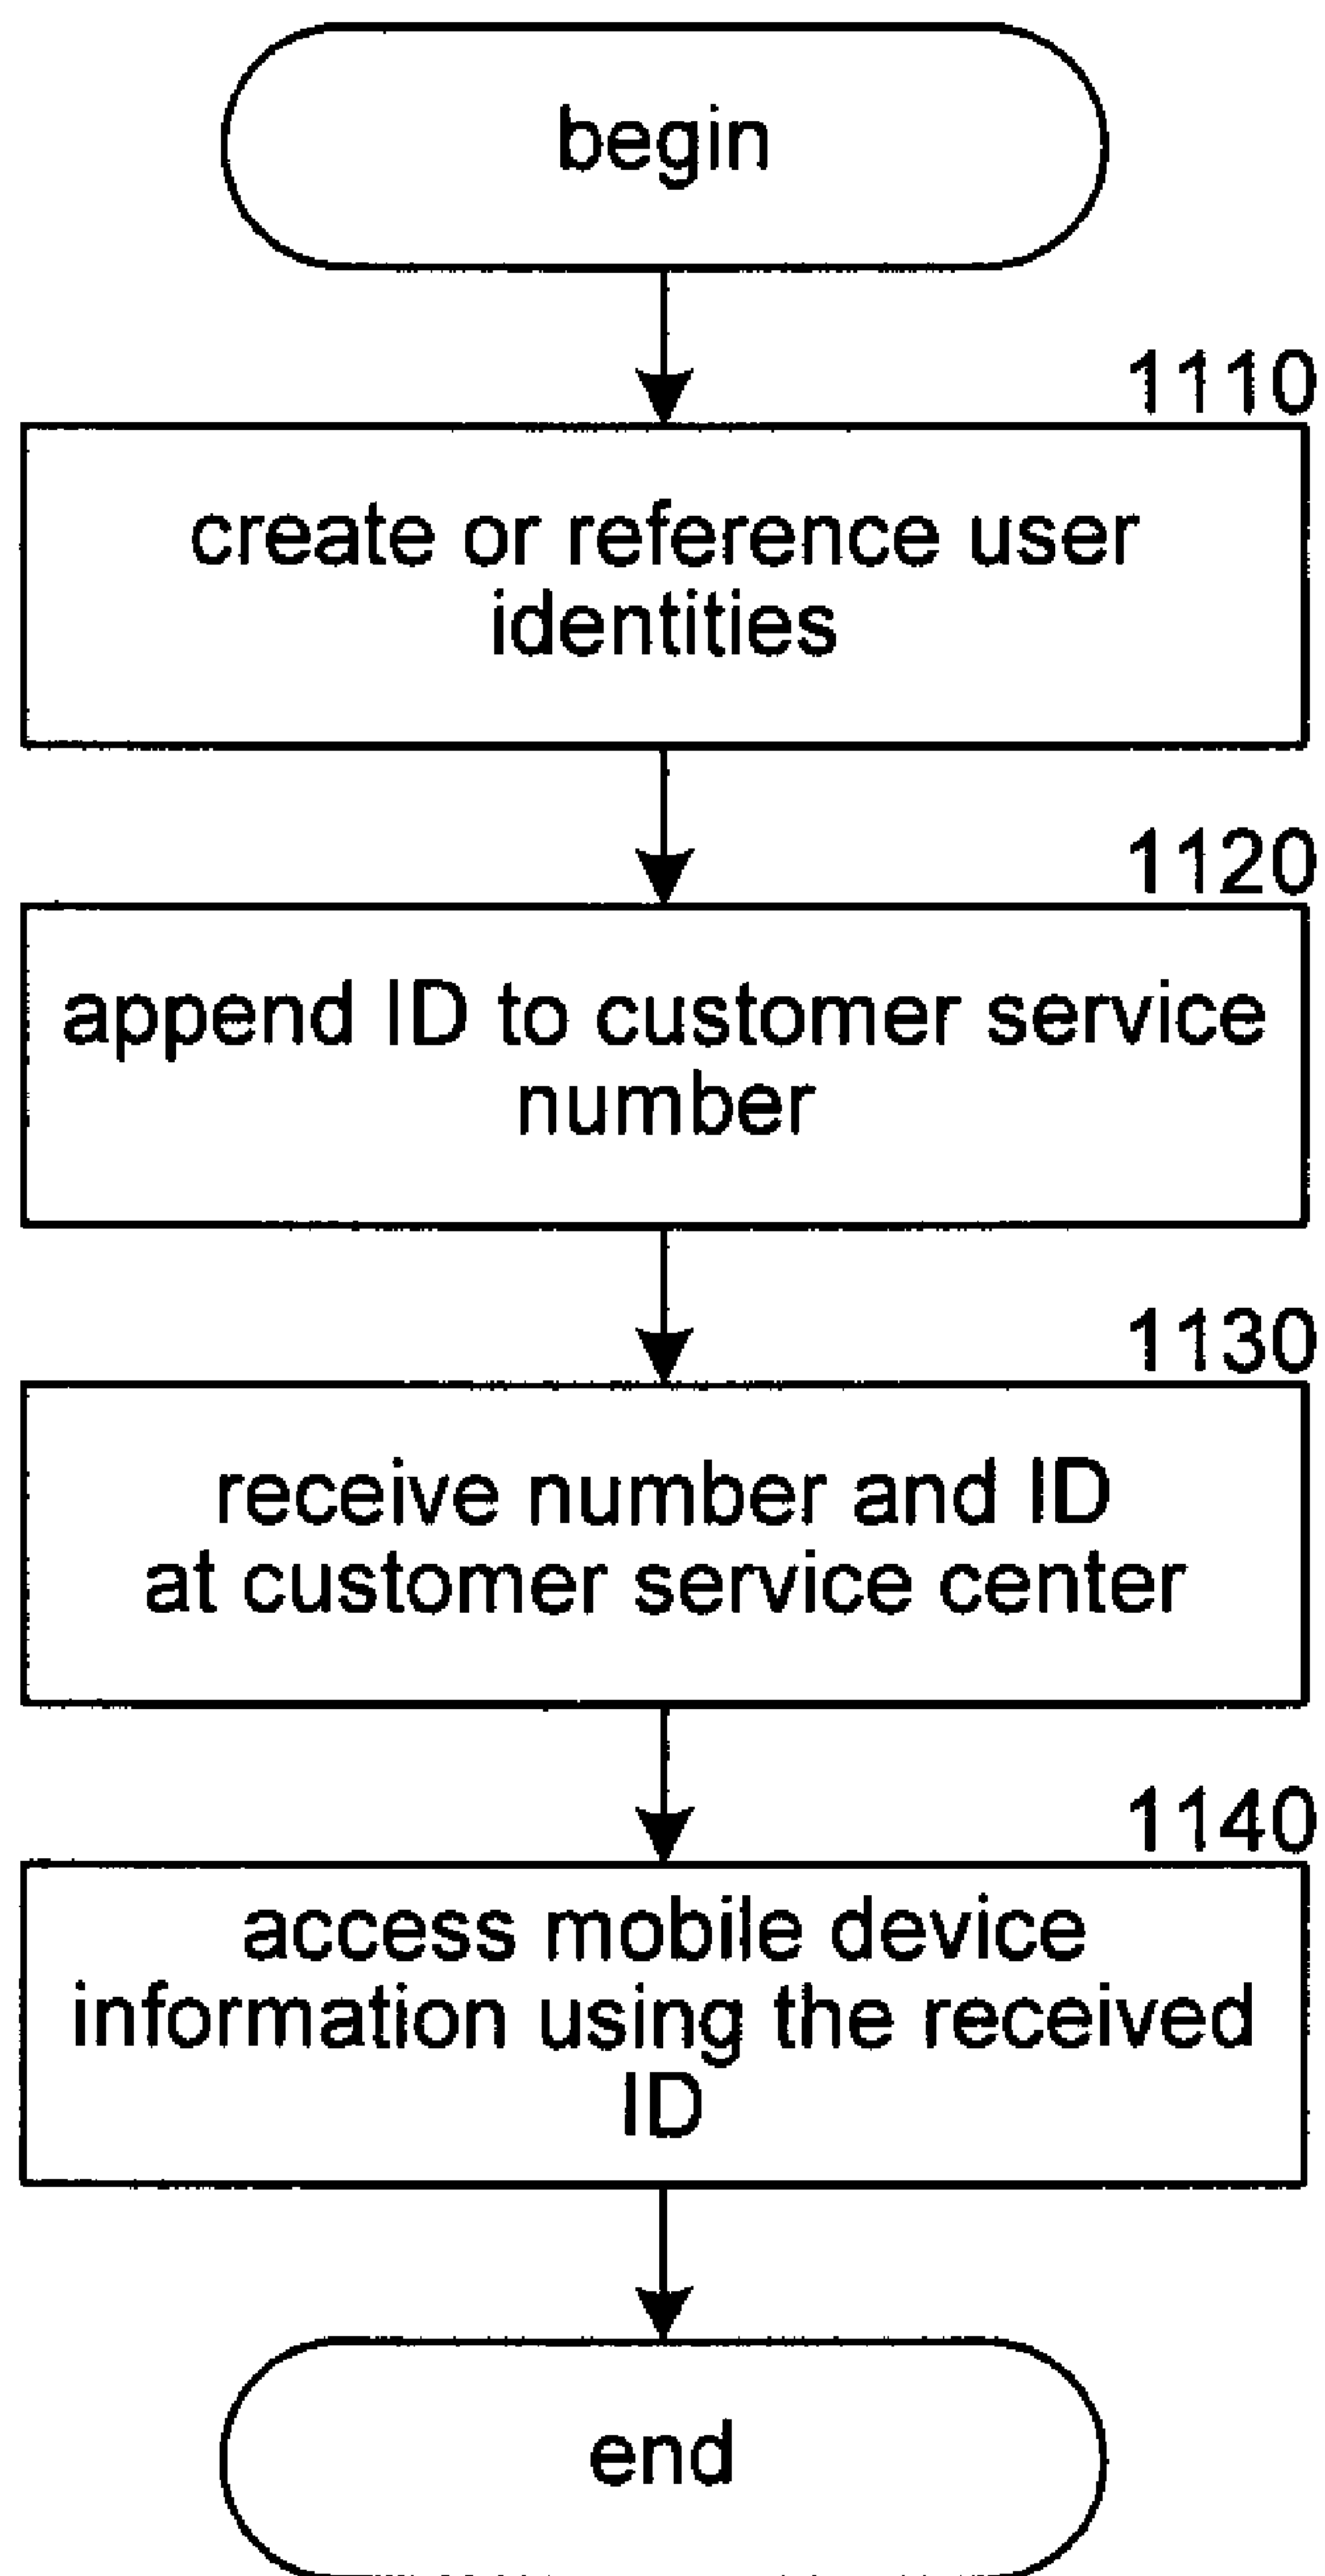 begin
1110
create or reference user
identities
1120
append ID to customer service
number
1130
receive number and ID
at customer service center
1140
access mobile device
information using the received
ID
end